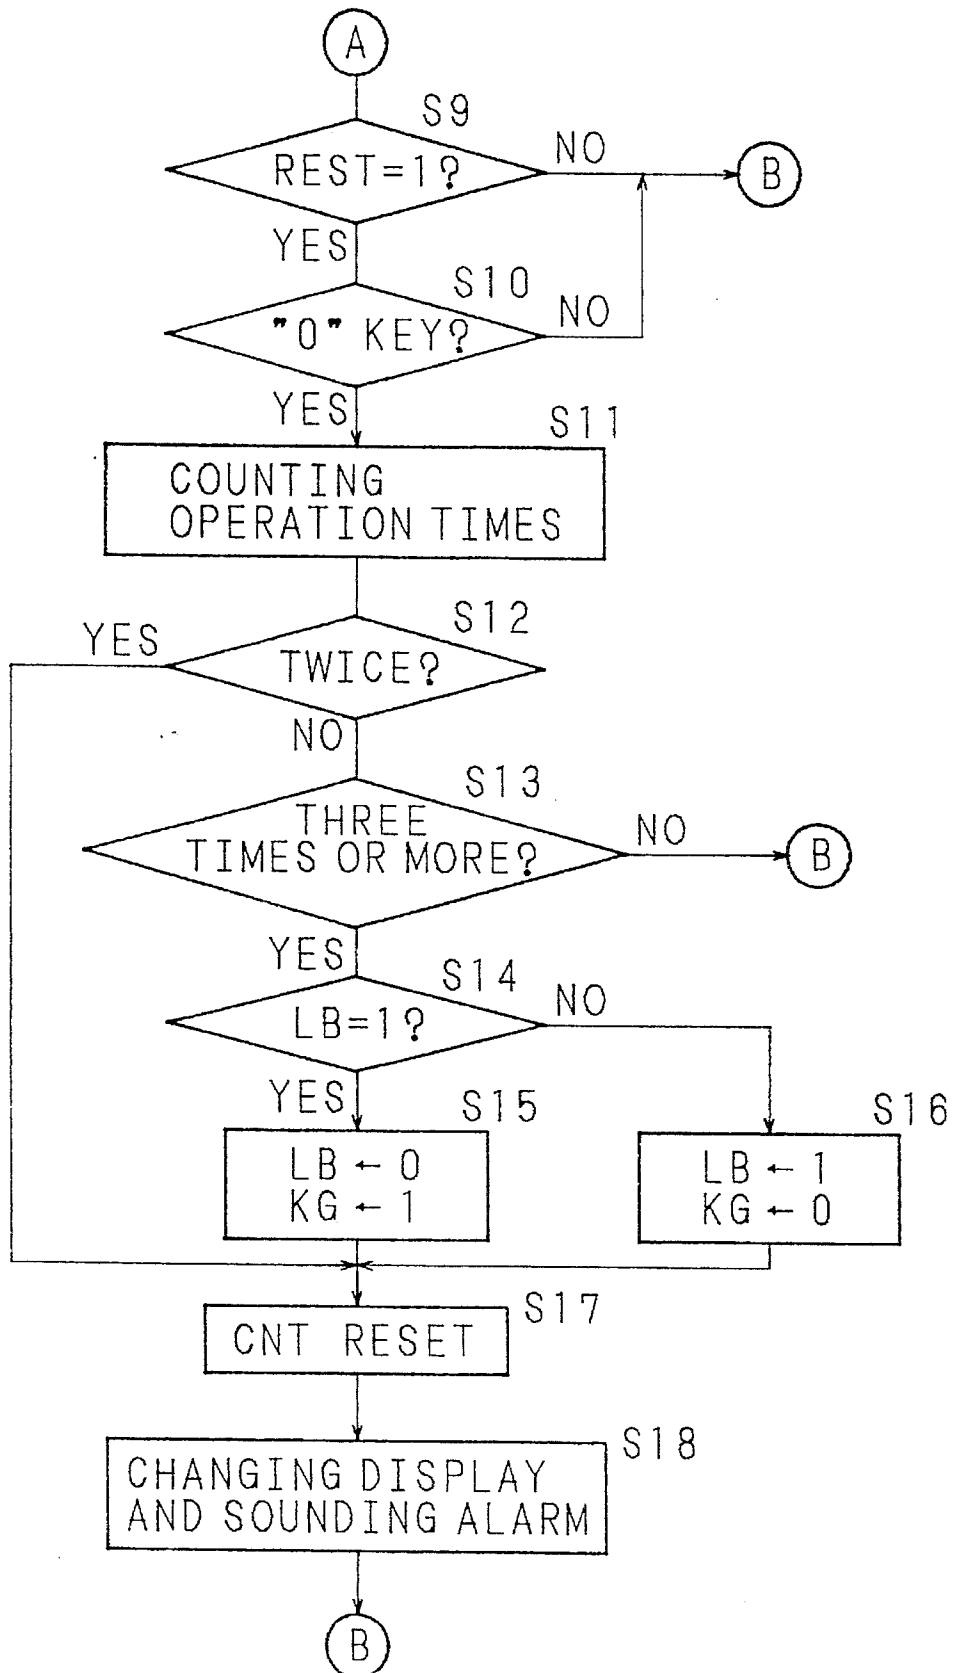 A
S9
REST=1?
NO
B
YES
S10
"0" KEY?
NO
YES
S11
COUNTING
OPERATION TIMES
S12
YES
TWICE?
NO
S13
THREE
TIMES OR MORE?
NO
B
YES
S14
LB=1?
NO
YES
S15
LB ← 0
KG ← 1
S16
LB ← 1
KG ← 0
S17
CNT RESET
S18
CHANGING DISPLAY
AND SOUNDING ALARM
B